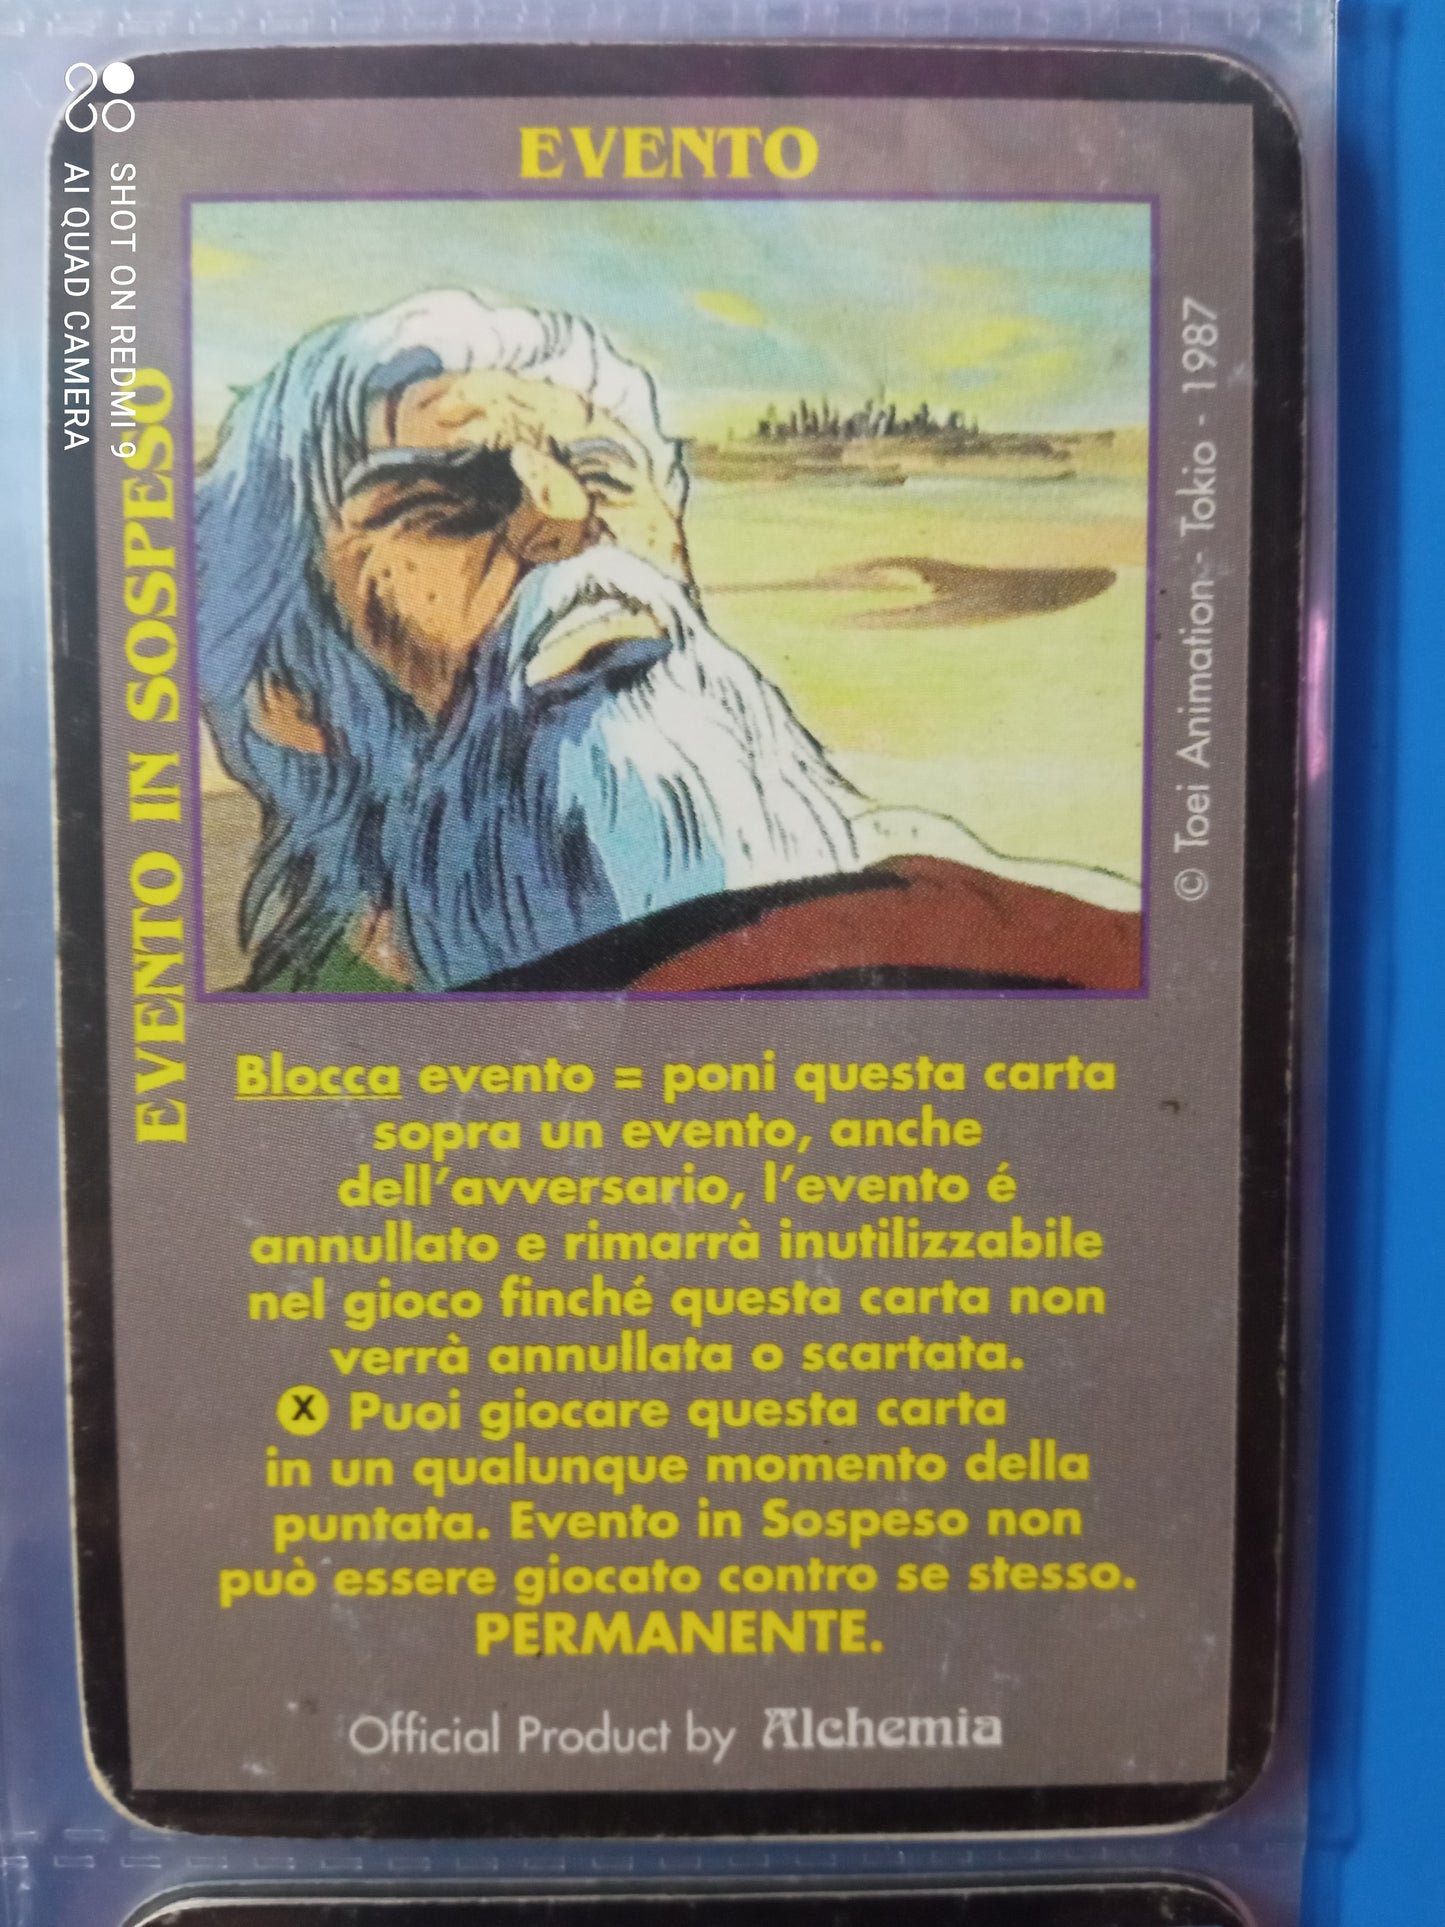 EVENTO
EVENTO IN SOSPESO
© Toei Animation - Tokio - 1987
Blocca evento = poni questa carta
sopra un evento, anche
dell'avversario, l'evento é
annullato e rimarrà inutilizzabile
nel gioco finché questa carta non
verrà annullata o scartata.
X Puoi giocare questa carta
in un qualunque momento della
puntata. Evento in Sospeso non
può essere giocato contro se stesso.
PERMANENTE.
Official Product by Alchemia
SHOT ON REDMI 9
AI QUAD CAMERA